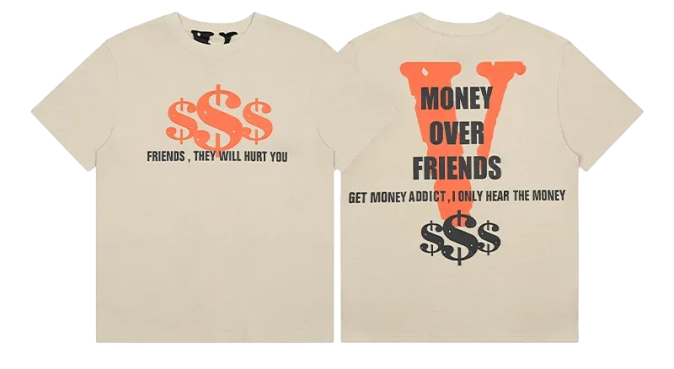 $$$
FRIENDS , THEY WILL HURT YOU
V
MONEY
OVER
FRIENDS
GET MONEY ADDICT , I ONLY HEAR THE MONEY
$$$